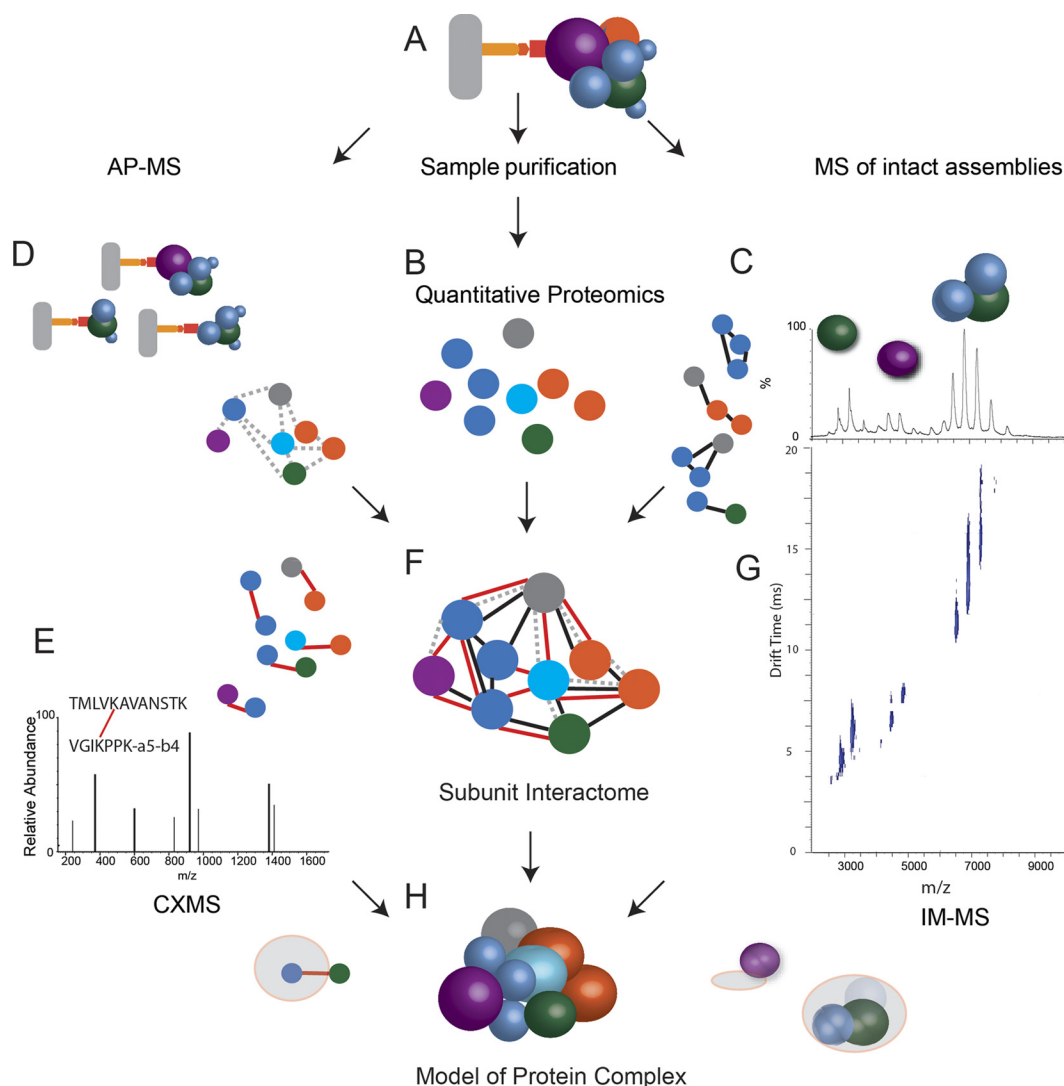 A
AP-MS
Sample purification
MS of intact assemblies
D
B
C
Quantitative Proteomics
100
%
0
20
15
10
5
0
Drift Time (ms)
3000 5000 7000 9000
m/z
G
IM-MS
F
Subunit Interactome
E
TMLVKAVANSTK
VGIKPPK-a5-b4
100
0
Relative Abundance
200 400 600 800 1000 1200 1400 1600
m/z
CXMS
H
Model of Protein Complex